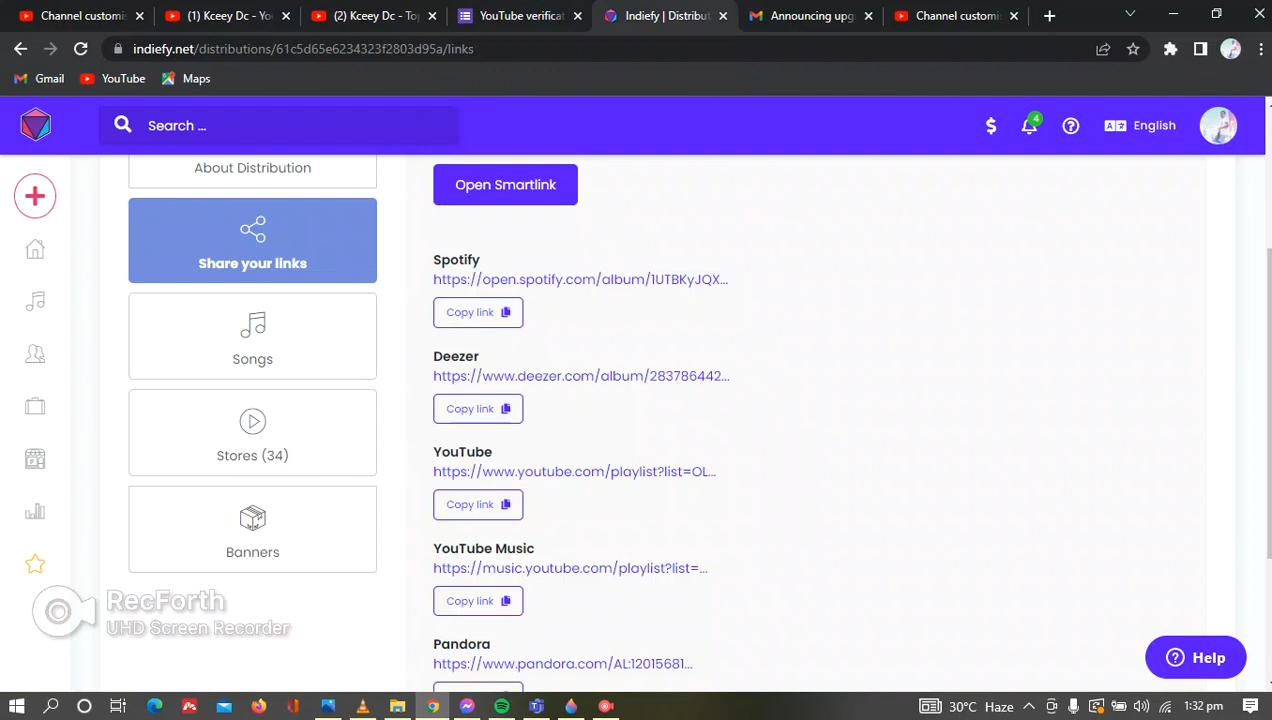 Channel customis
(1) Kceey Dc - Yo
(2) Kceey Dc - Top
YouTube verificat
Indiefy | Distribut
Announcing upg
Channel customis
indiefy.net/distributions/61c5d65e6234323f2803d95a/links
Gmail
YouTube
Maps
Search ...
4
English
About Distribution
Open Smartlink
Share your links
Spotify
https://open.spotify.com/album/1UTBKyJQX...
Copy link
Songs
Deezer
https://www.deezer.com/album/283786442...
Copy link
Stores (34)
YouTube
https://www.youtube.com/playlist?list=OL...
Copy link
Banners
YouTube Music
https://music.youtube.com/playlist?list=...
Copy link
RecForth
UHD Screen Recorder
Pandora
https://www.pandora.com/AL:12015681...
Help
30°C Haze
1:32 pm